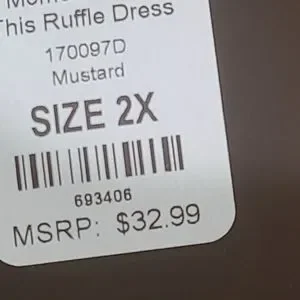 This Ruffle Dress
170097D
Mustard
SIZE 2X
693406
MSRP: $32.99